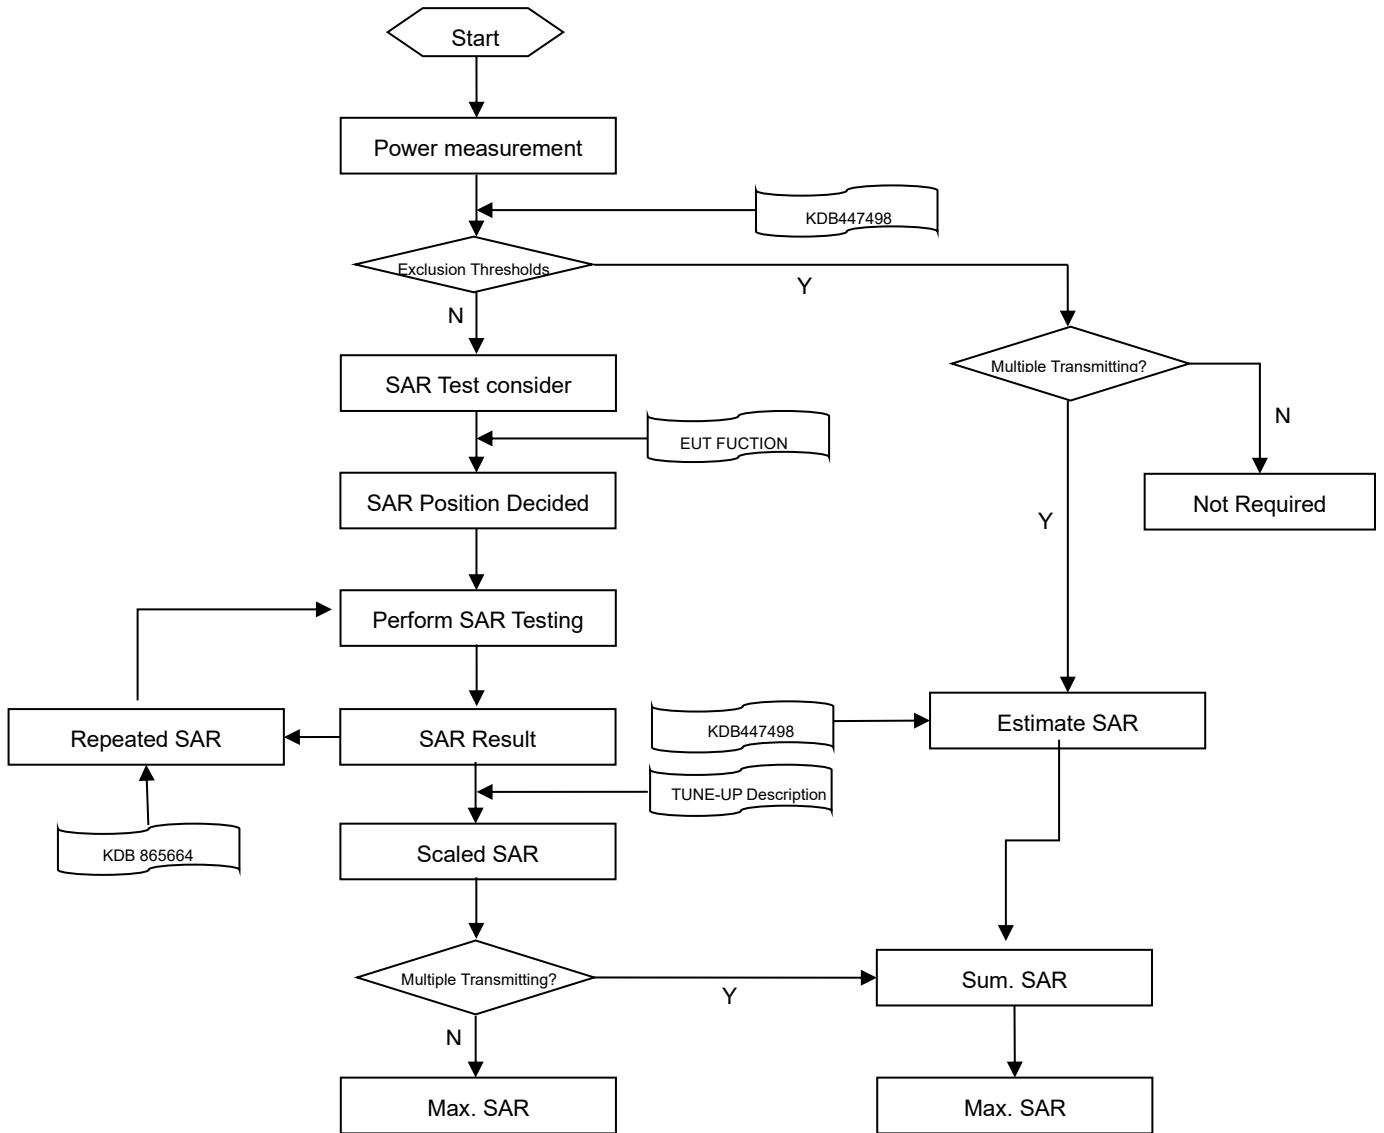 Start
Power measurement
KDB447498
Exclusion Thresholds
Y
N
Multiple Transmitting?
SAR Test consider
N
EUT FUCTION
SAR Position Decided
Not Required
Y
Perform SAR Testing
Repeated SAR
SAR Result
KDB447498
Estimate SAR
TUNE-UP Description
KDB 865664
Scaled SAR
Multiple Transmitting?
Y
Sum. SAR
N
Max. SAR
Max. SAR